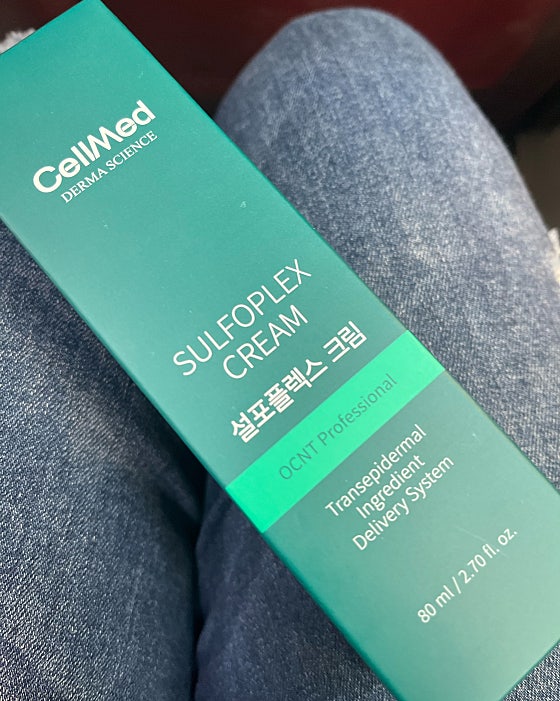 CellMed
DERMA SCIENCE
SULFOPLEX
CREAM
설포플렉스 크림
OCNT Professional
Transepidermal
Ingredient
Delivery System
80 ml / 2.70 fl. oz.